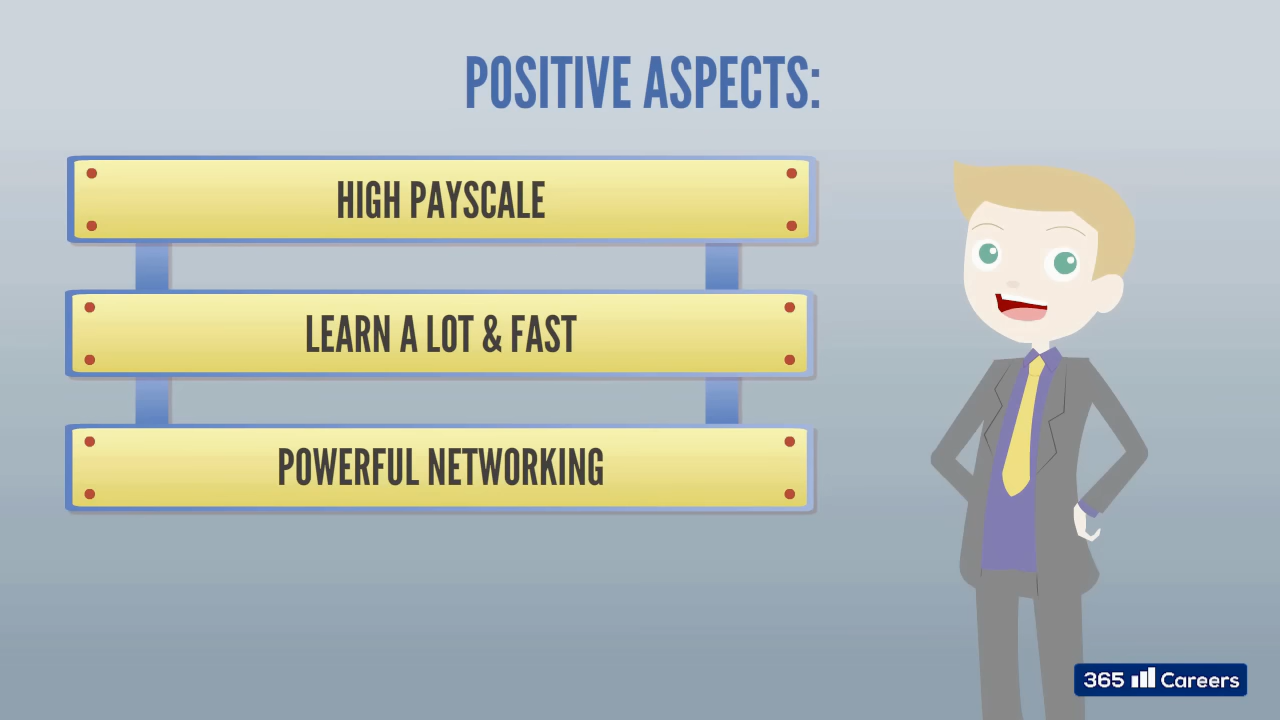 POSITIVE ASPECTS:
HIGH PAYSCALE
LEARN A LOT & FAST
POWERFUL NETWORKING
365 Careers